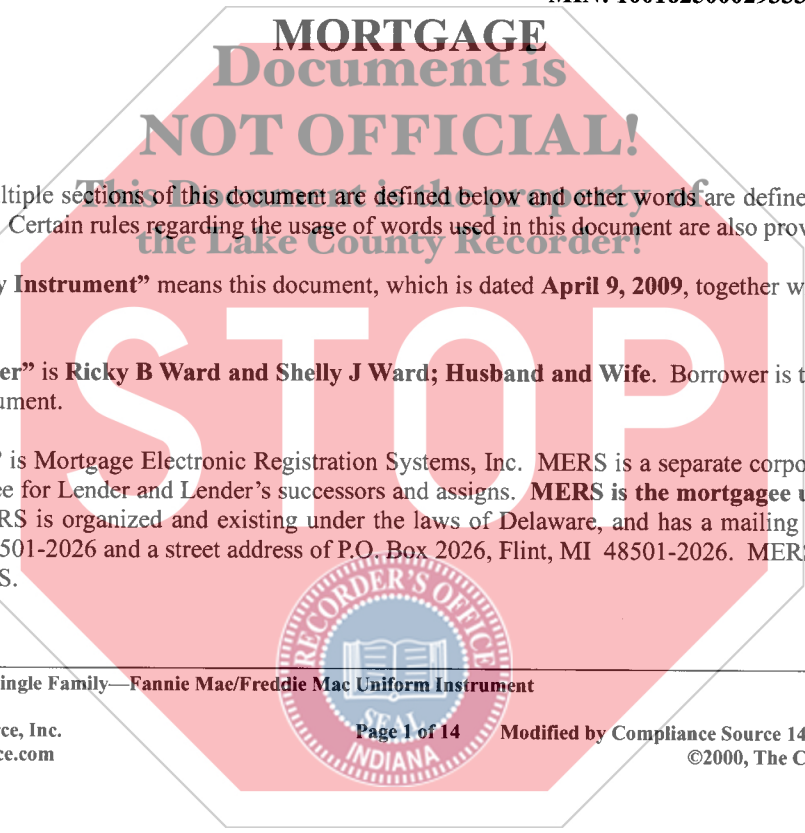 MORTGAGE
Document is
NOT OFFICIAL!
This Document is the property of
the Lake County Recorder!
ltiple sections of this document are defined below and other words are define
Certain rules regarding the usage of words used in this document are also prov
y Instrument” means this document, which is dated April 9, 2009, together w
er” is Ricky B Ward and Shelly J Ward; Husband and Wife. Borrower is t
ument.
” is Mortgage Electronic Registration Systems, Inc. MERS is a separate corpo
ee for Lender and Lender’s successors and assigns. MERS is the mortgagee u
RS is organized and existing under the laws of Delaware, and has a mailing
501-2026 and a street address of P.O. Box 2026, Flint, MI 48501-2026. MERS
S.
STOP
RECORDER'S OFFICE
SEAL
INDIANA
ingle Family—Fannie Mae/Freddie Mac Uniform Instrument
rce, Inc.
Page 1 of 14
Modified by Compliance Source 14
ce.com
©2000, The C